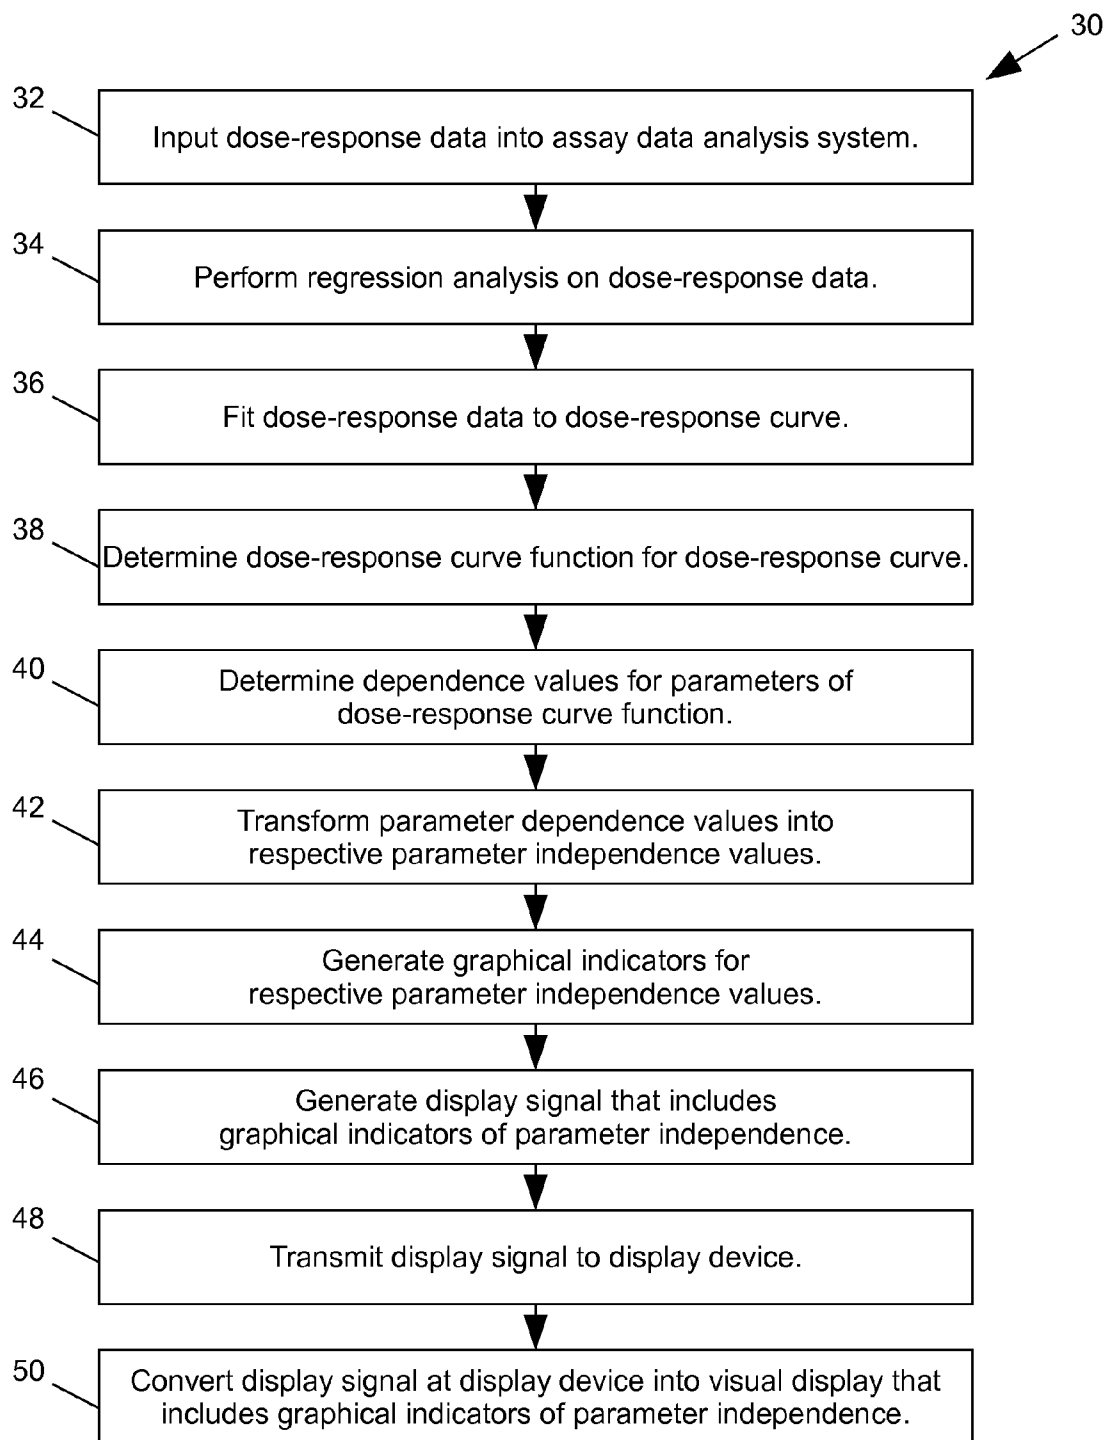 30
32
Input dose-response data into assay data analysis system.
34
Perform regression analysis on dose-response data.
36
Fit dose-response data to dose-response curve.
38
Determine dose-response curve function for dose-response curve.
40
Determine dependence values for parameters of
dose-response curve function.
42
Transform parameter dependence values into
respective parameter independence values.
44
Generate graphical indicators for
respective parameter independence values.
46
Generate display signal that includes
graphical indicators of parameter independence.
48
Transmit display signal to display device.
50
Convert display signal at display device into visual display that
includes graphical indicators of parameter independence.